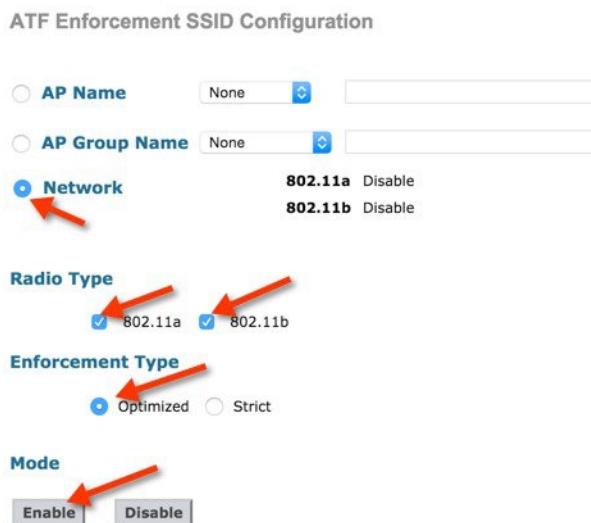 ATF Enforcement SSID Configuration
AP Name None
AP Group Name None
Network 802.11a Disable
802.11b Disable
Radio Type
802.11a 802.11b
Enforcement Type
Optimized Strict
Mode
Enable Disable